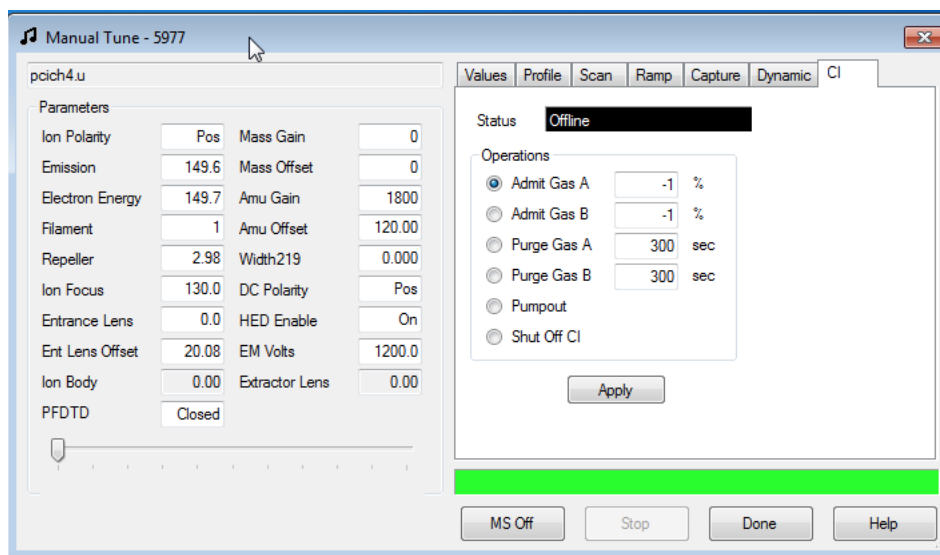 Manual Tune - 5977
pcich4.u
Parameters
Ion Polarity Pos Mass Gain 0
Emission 149.6 Mass Offset 0
Electron Energy 149.7 Amu Gain 1800
Filament 1 Amu Offset 120.00
Repeller 2.98 Width219 0.000
Ion Focus 130.0 DC Polarity Pos
Entrance Lens 0.0 HED Enable On
Ent Lens Offset 20.08 EM Volts 1200.0
Ion Body 0.00 Extractor Lens 0.00
PFDTD Closed
Values Profile Scan Ramp Capture Dynamic CI
Status Offline
Operations
Admit Gas A -1 %
Admit Gas B -1 %
Purge Gas A 300 sec
Purge Gas B 300 sec
Pumpout
Shut Off CI
Apply
MS Off Stop Done Help